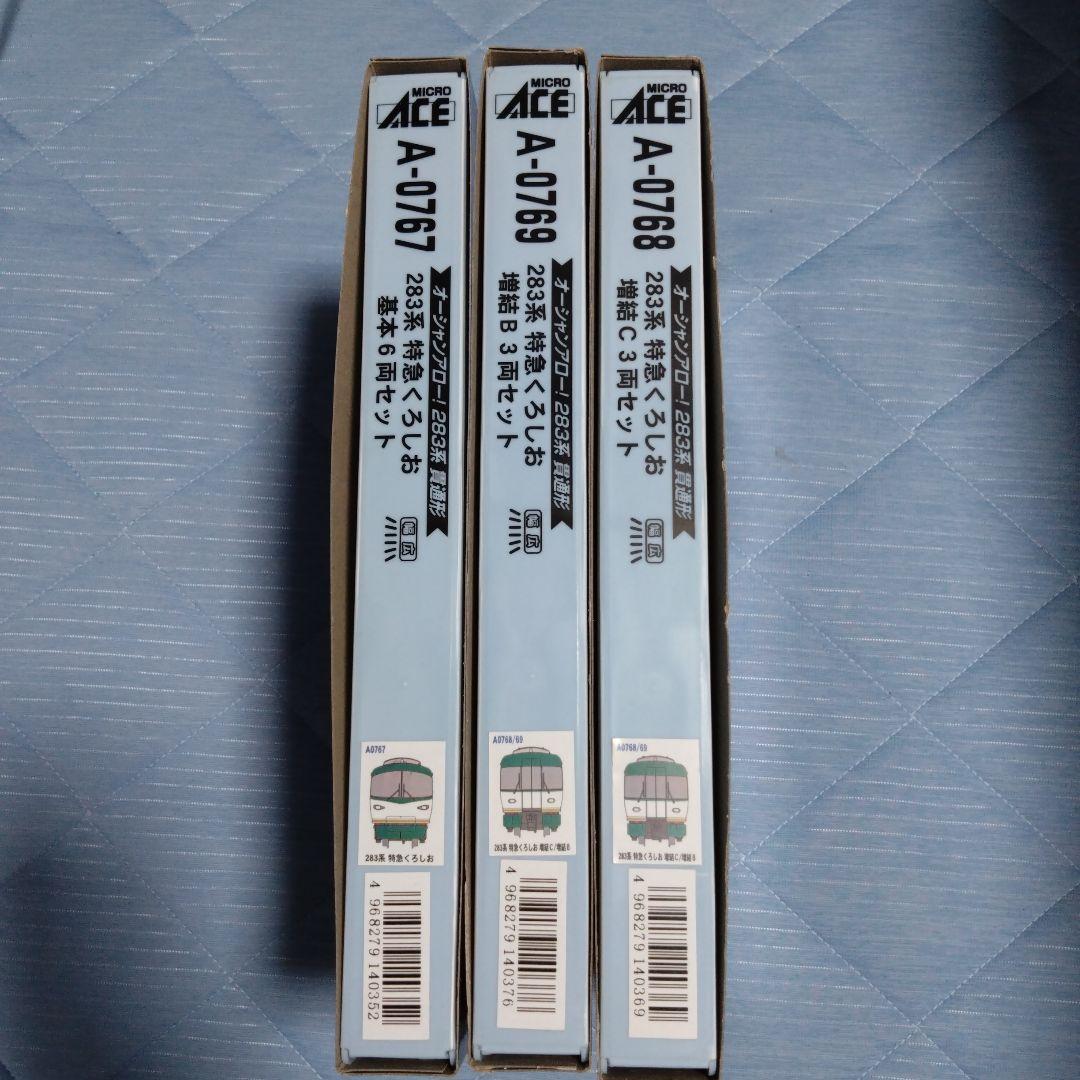 MICRO
ACE
A-0767
オーシャンアロー! 283系 貫通形
283系 特急くろしお
基本6両セット
幅広
A0767
283系 特急くろしお
4 968279 140352
MICRO
ACE
A-0769
オーシャンアロー! 283系 貫通形
283系 特急くろしお
増結B 3両セット
幅広
A0768/69
283系 特急くろしお 増結C/増結B
4 968279 140376
MICRO
ACE
A-0768
オーシャンアロー! 283系 貫通形
283系 特急くろしお
増結C 3両セット
幅広
A0768/69
283系 特急くろしお 増結C/増結B
4 968279 140369